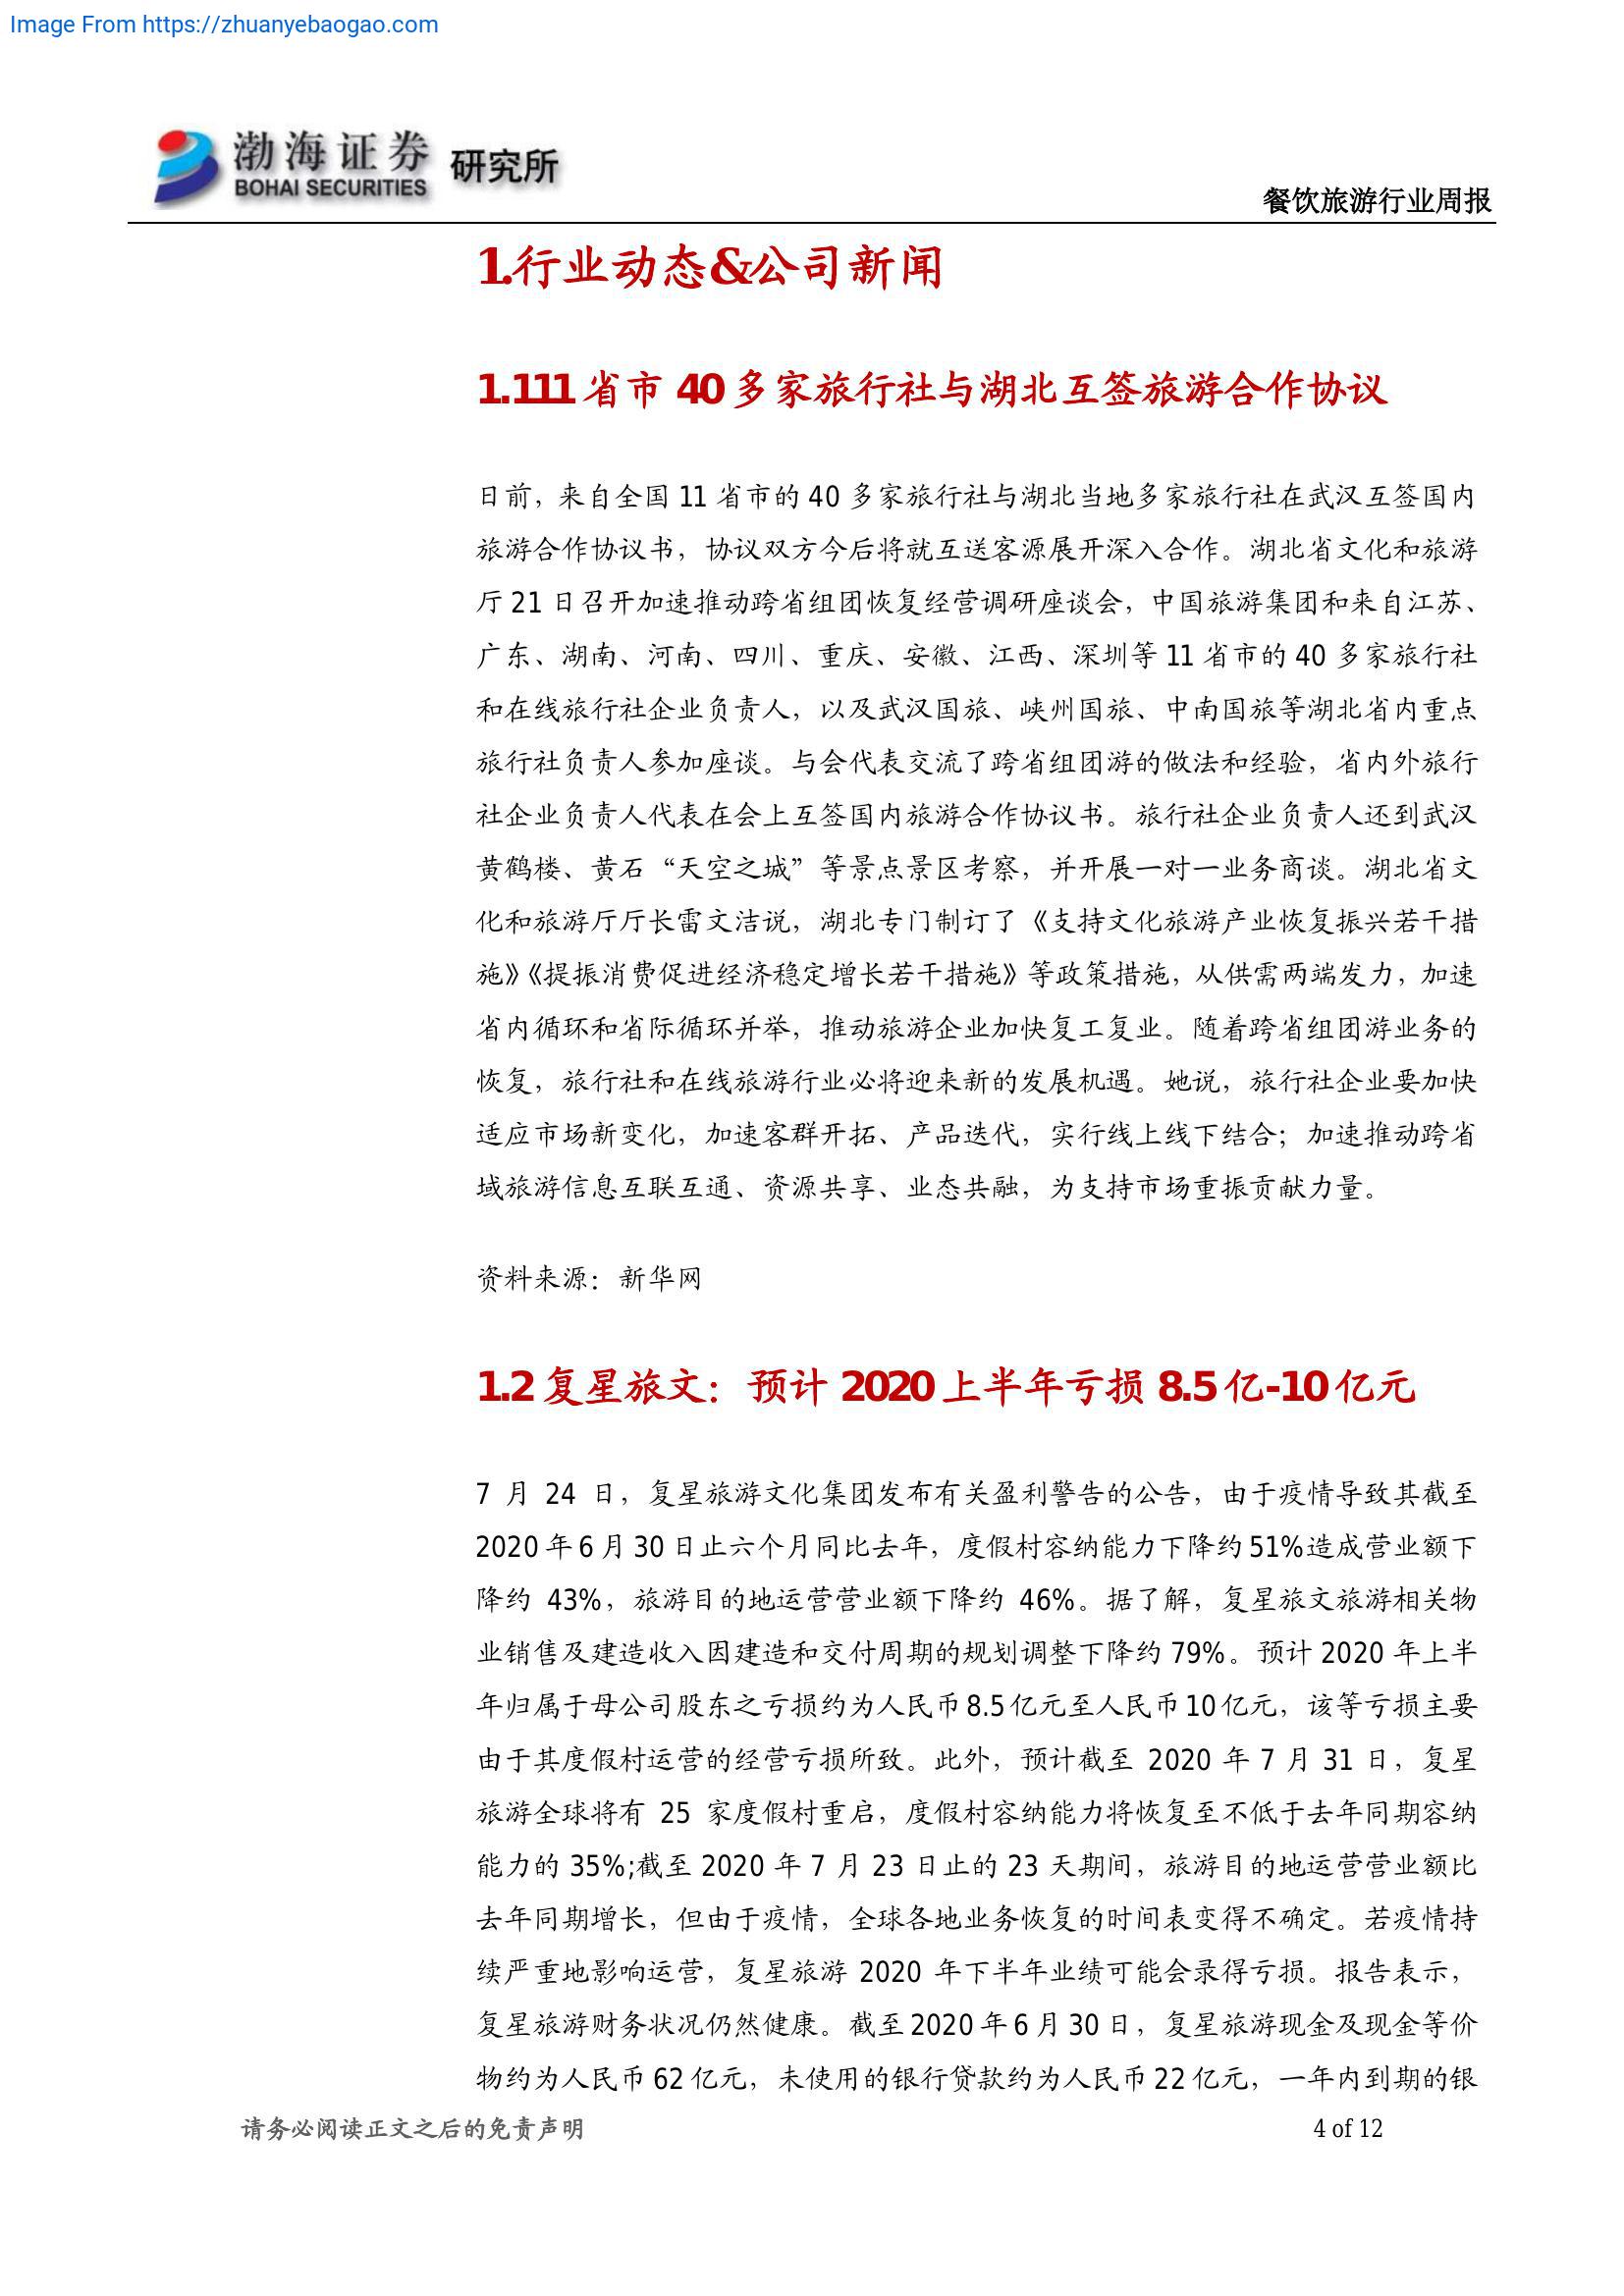 Image From https://zhuanyebaogao.com
渤海证券 研究所
BOHAI SECURITIES
餐饮旅游行业周报
1.行业动态&公司新闻
1.111 省市 40 多家旅行社与湖北互签旅游合作协议
日前，来自全国 11 省市的 40 多家旅行社与湖北当地多家旅行社在武汉互签国内
旅游合作协议书，协议双方今后将就互送客源展开深入合作。湖北省文化和旅游
厅 21 日召开加速推动跨省组团恢复经营调研座谈会，中国旅游集团和来自江苏、
广东、湖南、河南、四川、重庆、安徽、江西、深圳等 11 省市的 40 多家旅行社
和在线旅行社企业负责人，以及武汉国旅、峡州国旅、中南国旅等湖北省内重点
旅行社负责人参加座谈。与会代表交流了跨省组团游的做法和经验，省内外旅行
社企业负责人代表在会上互签国内旅游合作协议书。旅行社企业负责人还到武汉
黄鹤楼、黄石“天空之城”等景点景区考察，并开展一对一业务商谈。湖北省文
化和旅游厅厅长雷文洁说，湖北专门制订了《支持文化旅游产业恢复振兴若干措
施》《提振消费促进经济稳定增长若干措施》等政策措施，从供需两端发力，加速
省内循环和省际循环并举，推动旅游企业加快复工复业。随着跨省组团游业务的
恢复，旅行社和在线旅游行业必将迎来新的发展机遇。她说，旅行社企业要加快
适应市场新变化，加速客群开拓、产品迭代，实行线上线下结合；加速推动跨省
域旅游信息互联互通、资源共享、业态共融，为支持市场重振贡献力量。
资料来源：新华网
1.2 复星旅文：预计 2020 上半年亏损 8.5 亿-10 亿元
7 月 24 日，复星旅游文化集团发布有关盈利警告的公告，由于疫情导致其截至
2020 年 6 月 30 日止六个月同比去年，度假村容纳能力下降约 51%造成营业额下
降约 43%，旅游目的地运营营业额下降约 46%。据了解，复星旅文旅游相关物
业销售及建造收入因建造和交付周期的规划调整下降约 79%。预计 2020 年上半
年归属于母公司股东之亏损约为人民币 8.5 亿元至人民币 10 亿元，该等亏损主要
由于其度假村运营的经营亏损所致。此外，预计截至 2020 年 7 月 31 日，复星
旅游全球将有 25 家度假村重启，度假村容纳能力将恢复至不低于去年同期容纳
能力的 35%;截至 2020 年 7 月 23 日止的 23 天期间，旅游目的地运营营业额比
去年同期增长，但由于疫情，全球各地业务恢复的时间表变得不确定。若疫情持
续严重地影响运营，复星旅游 2020 年下半年业绩可能会录得亏损。报告表示，
复星旅游财务状况仍然健康。截至 2020 年 6 月 30 日，复星旅游现金及现金等价
物约为人民币 62 亿元，未使用的银行贷款约为人民币 22 亿元，一年内到期的银
请务必阅读正文之后的免责声明
4 of 12